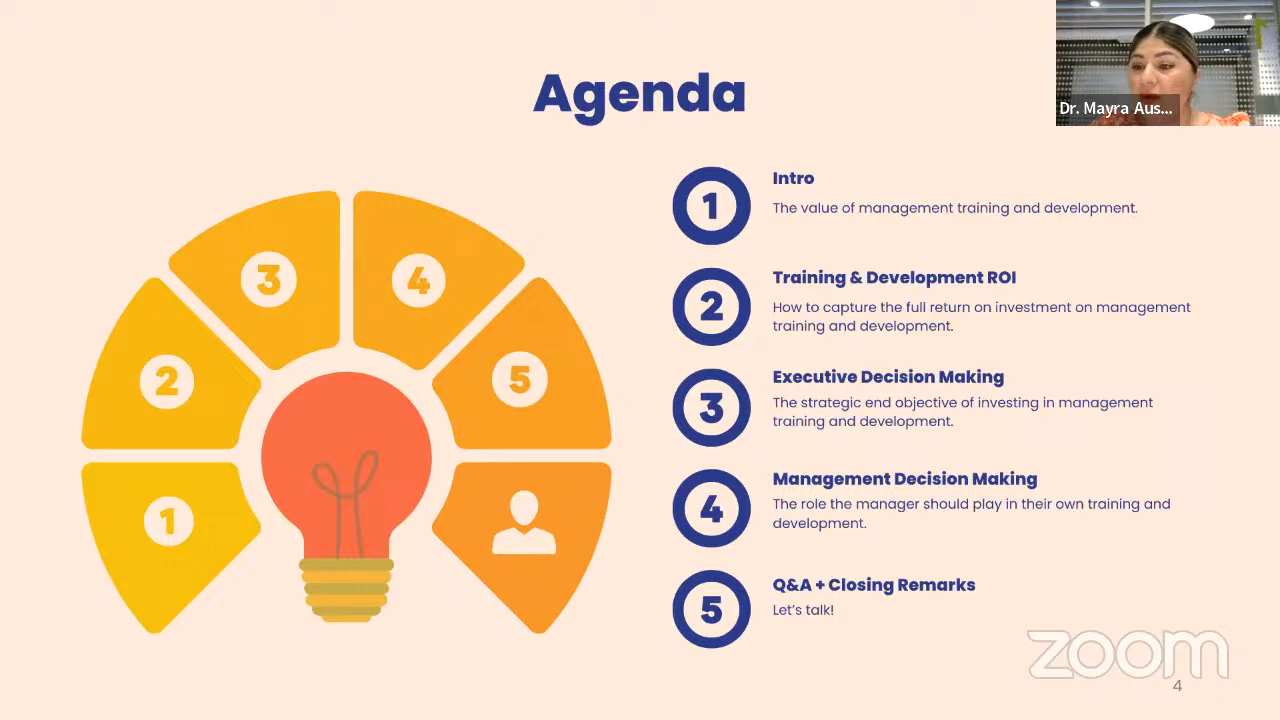 Agenda
Dr. Mayra Aus...
1
Intro
The value of management training and development.
2
Training & Development ROI
How to capture the full return on investment on management
training and development.
3
Executive Decision Making
The strategic end objective of investing in management
training and development.
4
Management Decision Making
The role the manager should play in their own training and
development.
5
Q&A + Closing Remarks
Let's talk!
1
2
3
4
5
zoom
4